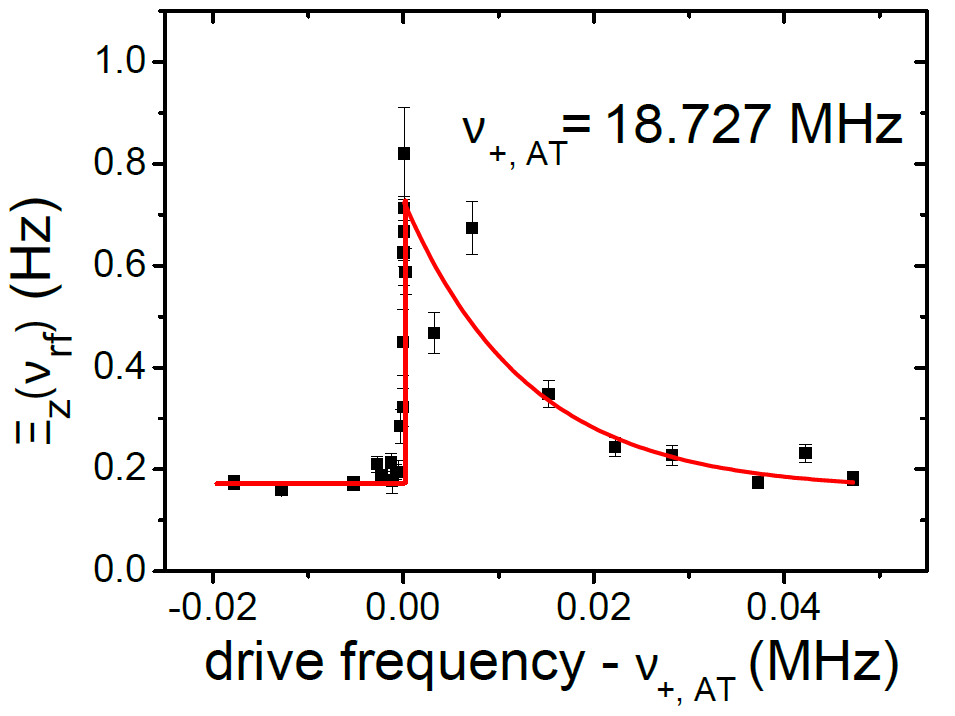 1.0
0.8
0.6
0.4
0.2
0.0
Ξz(νrf) (Hz)
ν+, AT= 18.727 MHz
-0.02 0.00 0.02 0.04
drive frequency - ν+, AT (MHz)